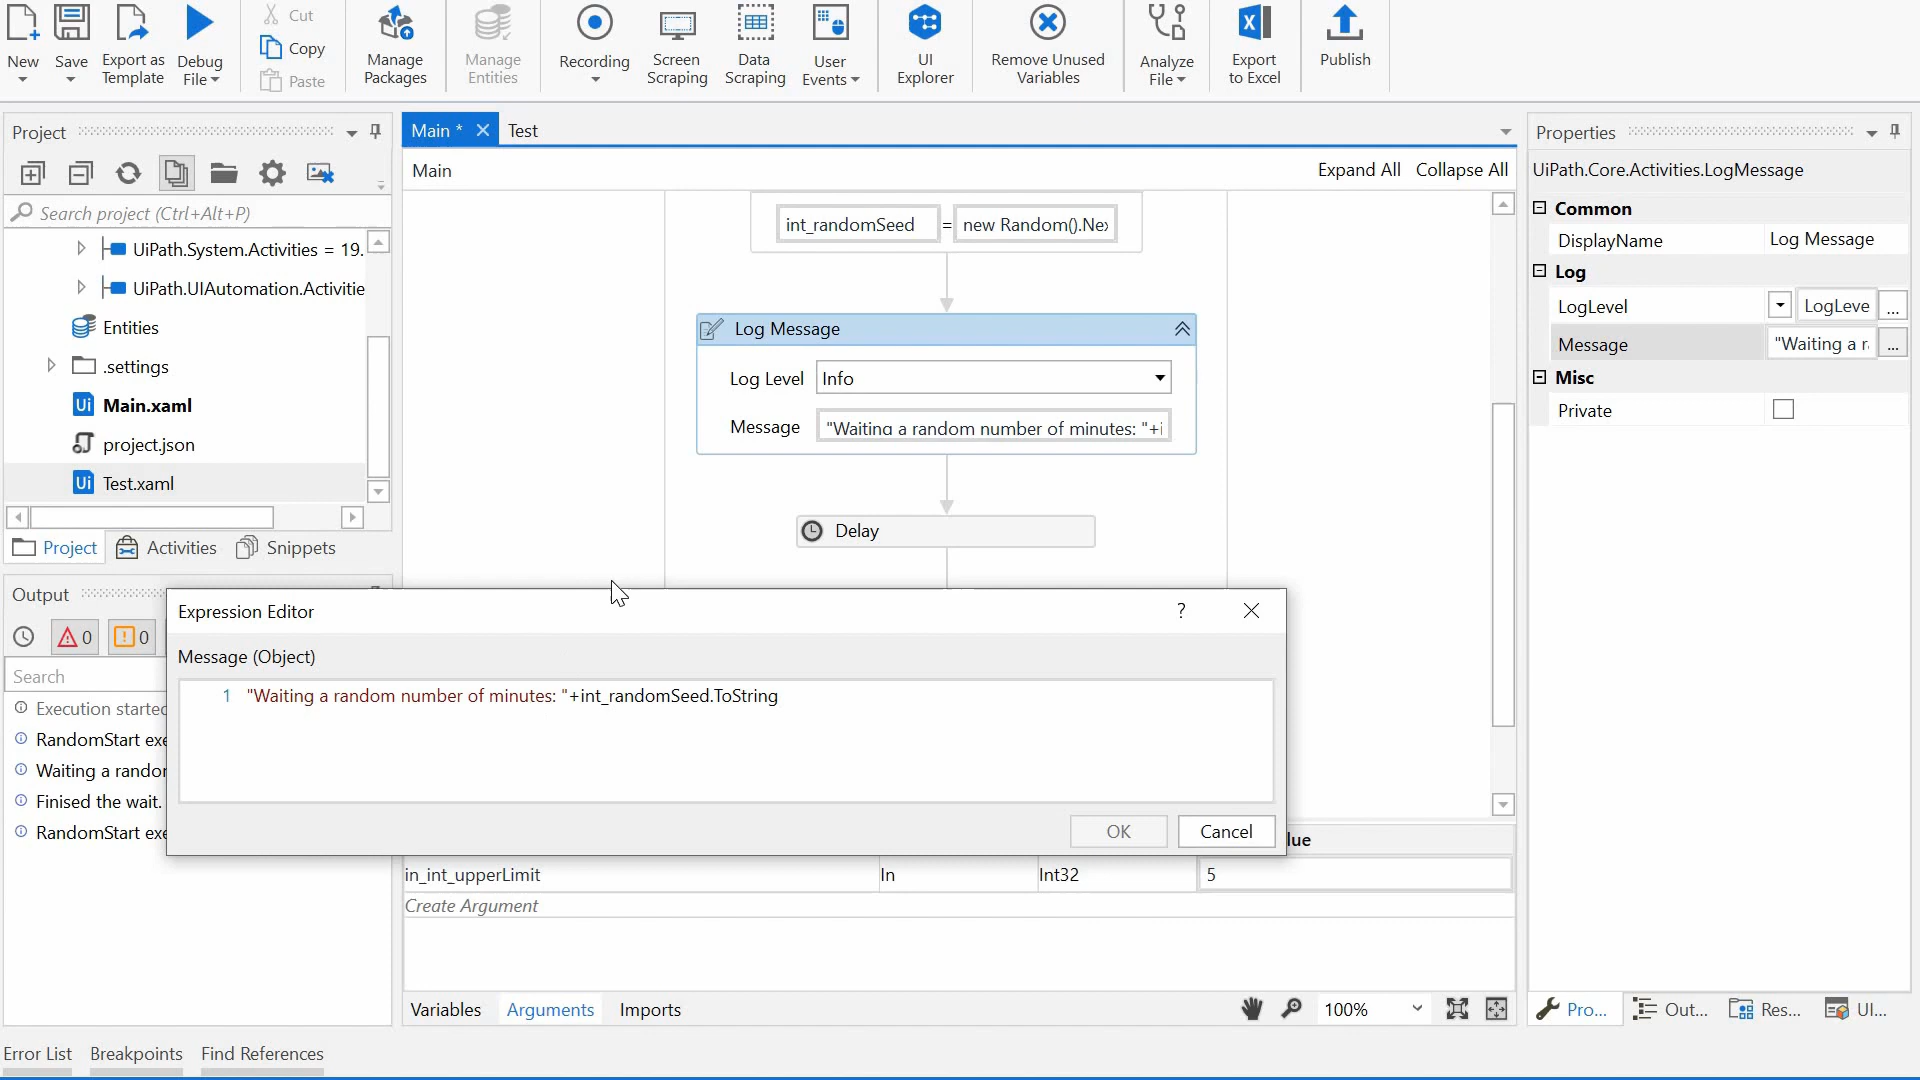 New
Save
Export as
Template
Debug
File
Cut
Copy
Paste
Manage
Packages
Manage
Entities
Recording
Screen
Scraping
Data
Scraping
User
Events
UI
Explorer
Remove Unused
Variables
Analyze
File
Export
to Excel
Publish
Project
Search project (Ctrl+Alt+P)
UiPath.System.Activities = 19.
UiPath.UIAutomation.Activitie
Entities
.settings
Main.xaml
project.json
Test.xaml
Project
Activities
Snippets
Output
0
0
Search
Execution started
RandomStart exe
Waiting a randor
Finised the wait.
RandomStart exe
Main *
Test
Main
Expand All
Collapse All
int_randomSeed
=
new Random().Nex
Log Message
Log Level
Info
Message
"Waiting a random number of minutes: "+i
Delay
Expression Editor
?
Message (Object)
1
"Waiting a random number of minutes: "+int_randomSeed.ToString
OK
Cancel
lue
in_int_upperLimit
In
Int32
5
Create Argument
Variables
Arguments
Imports
100%
Properties
UiPath.Core.Activities.LogMessage
Common
DisplayName
Log Message
Log
LogLevel
LogLeve
...
Message
"Waiting a r
...
Misc
Private
Pro...
Out...
Res...
UI...
Error List
Breakpoints
Find References